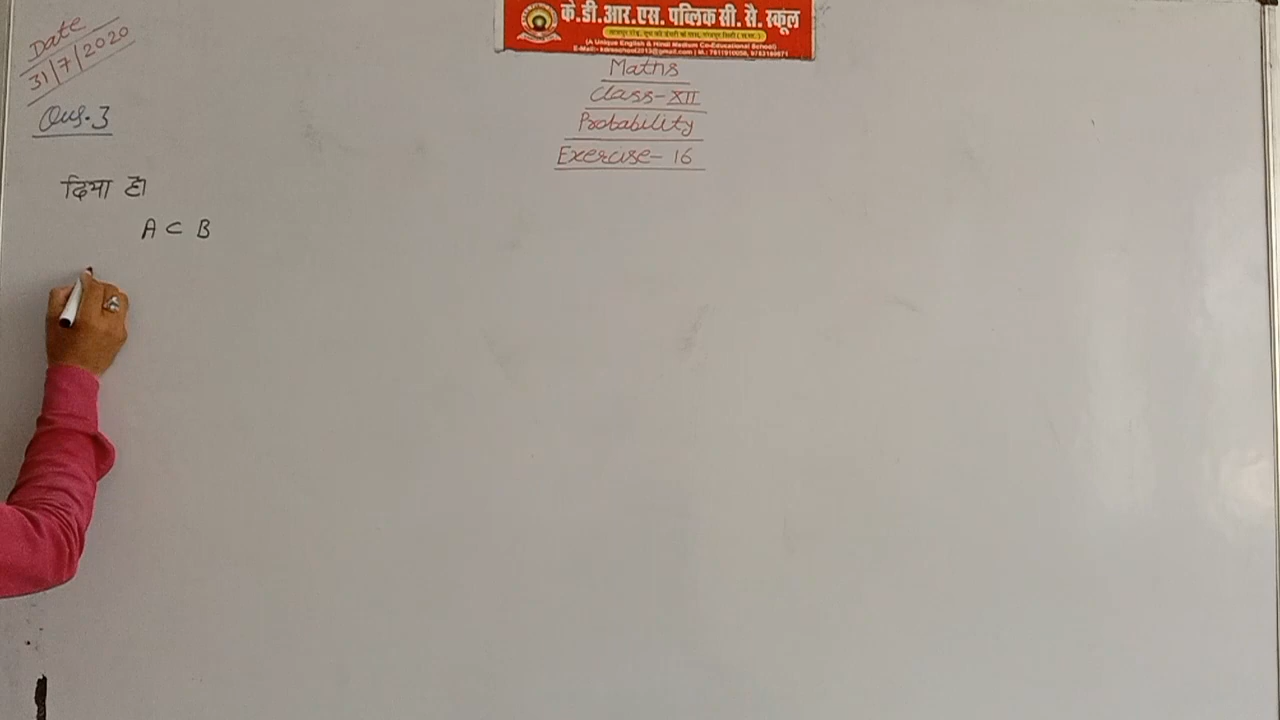 Date
31/7/2020
के.डी.आर.एस. पब्लिक सी. सै. स्कूल
(A Unique English & Hindi Medium Co-Educational School)
Maths
Class-XII
Probability
Exercise-16
Ques.3
दिया है
A ⊂ B